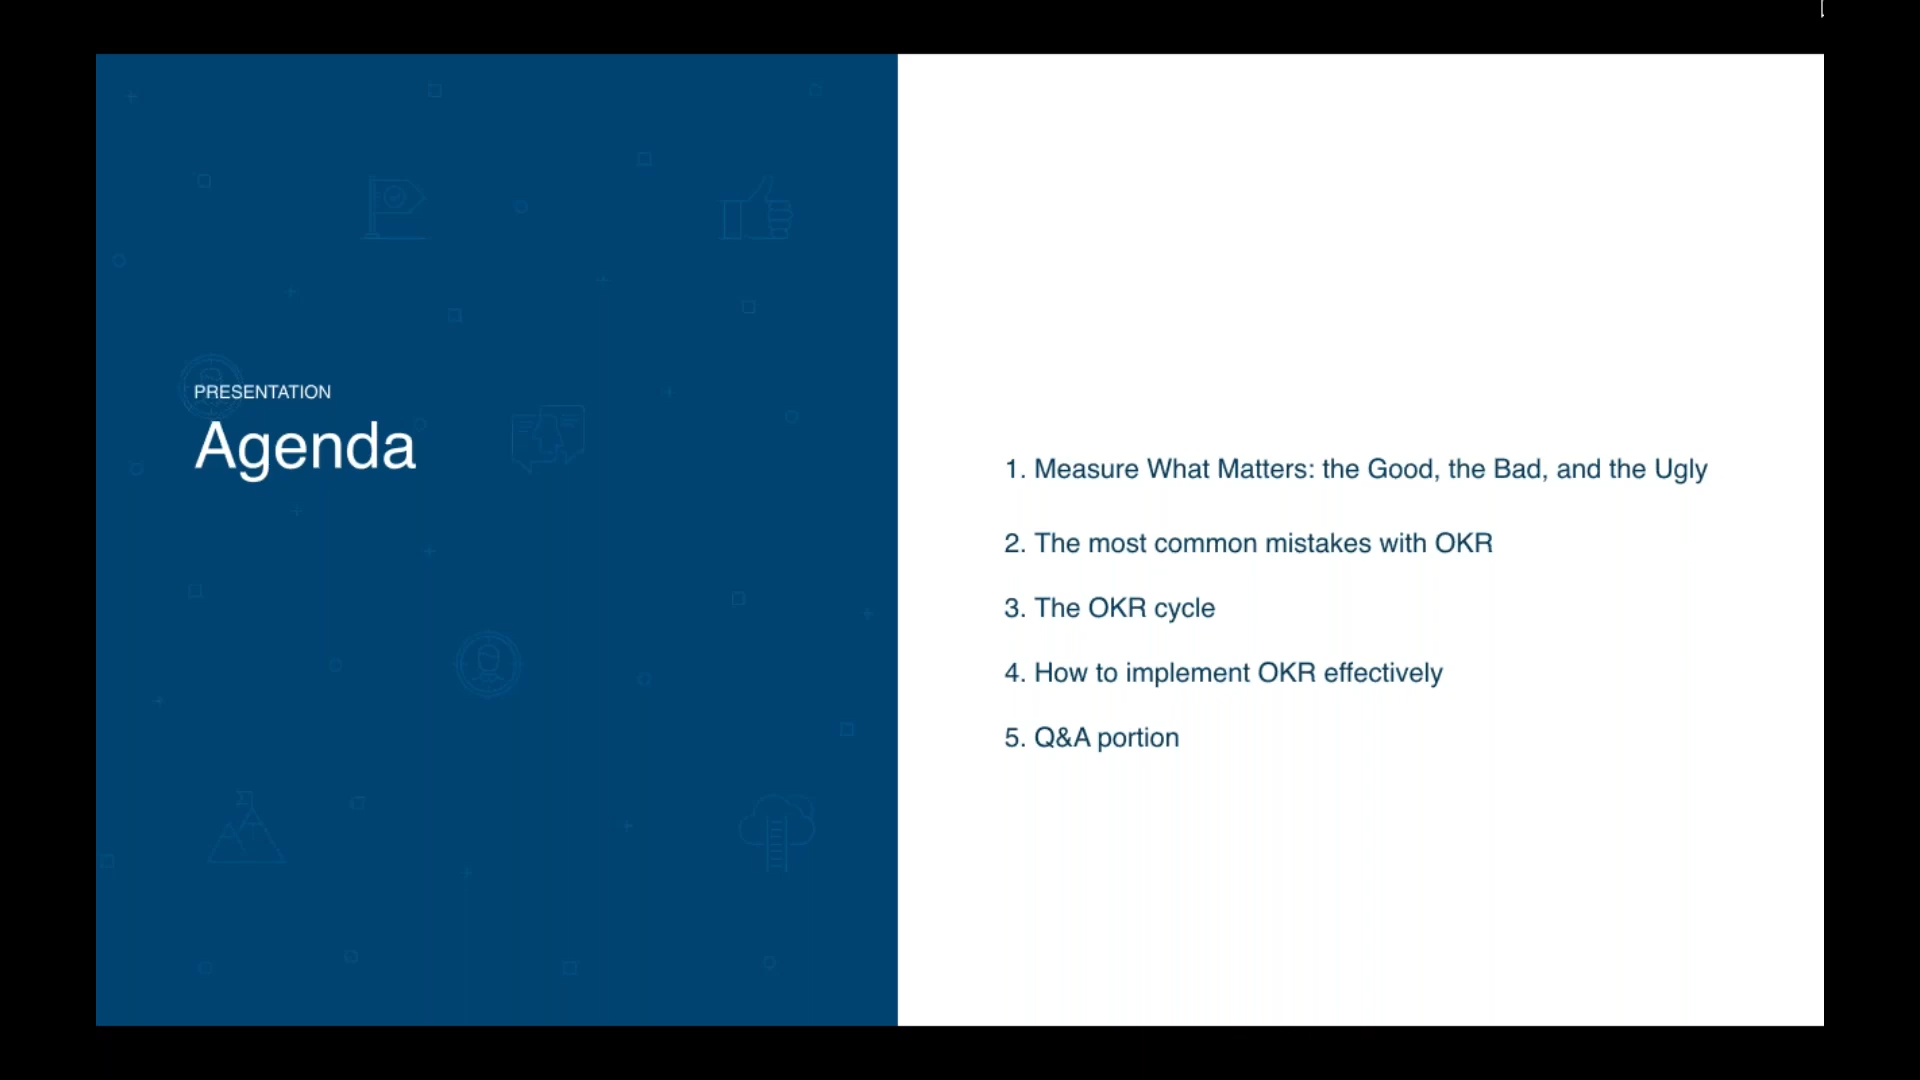 PRESENTATION
Agenda
1. Measure What Matters: the Good, the Bad, and the Ugly
2. The most common mistakes with OKR
3. The OKR cycle
4. How to implement OKR effectively
5. Q&A portion